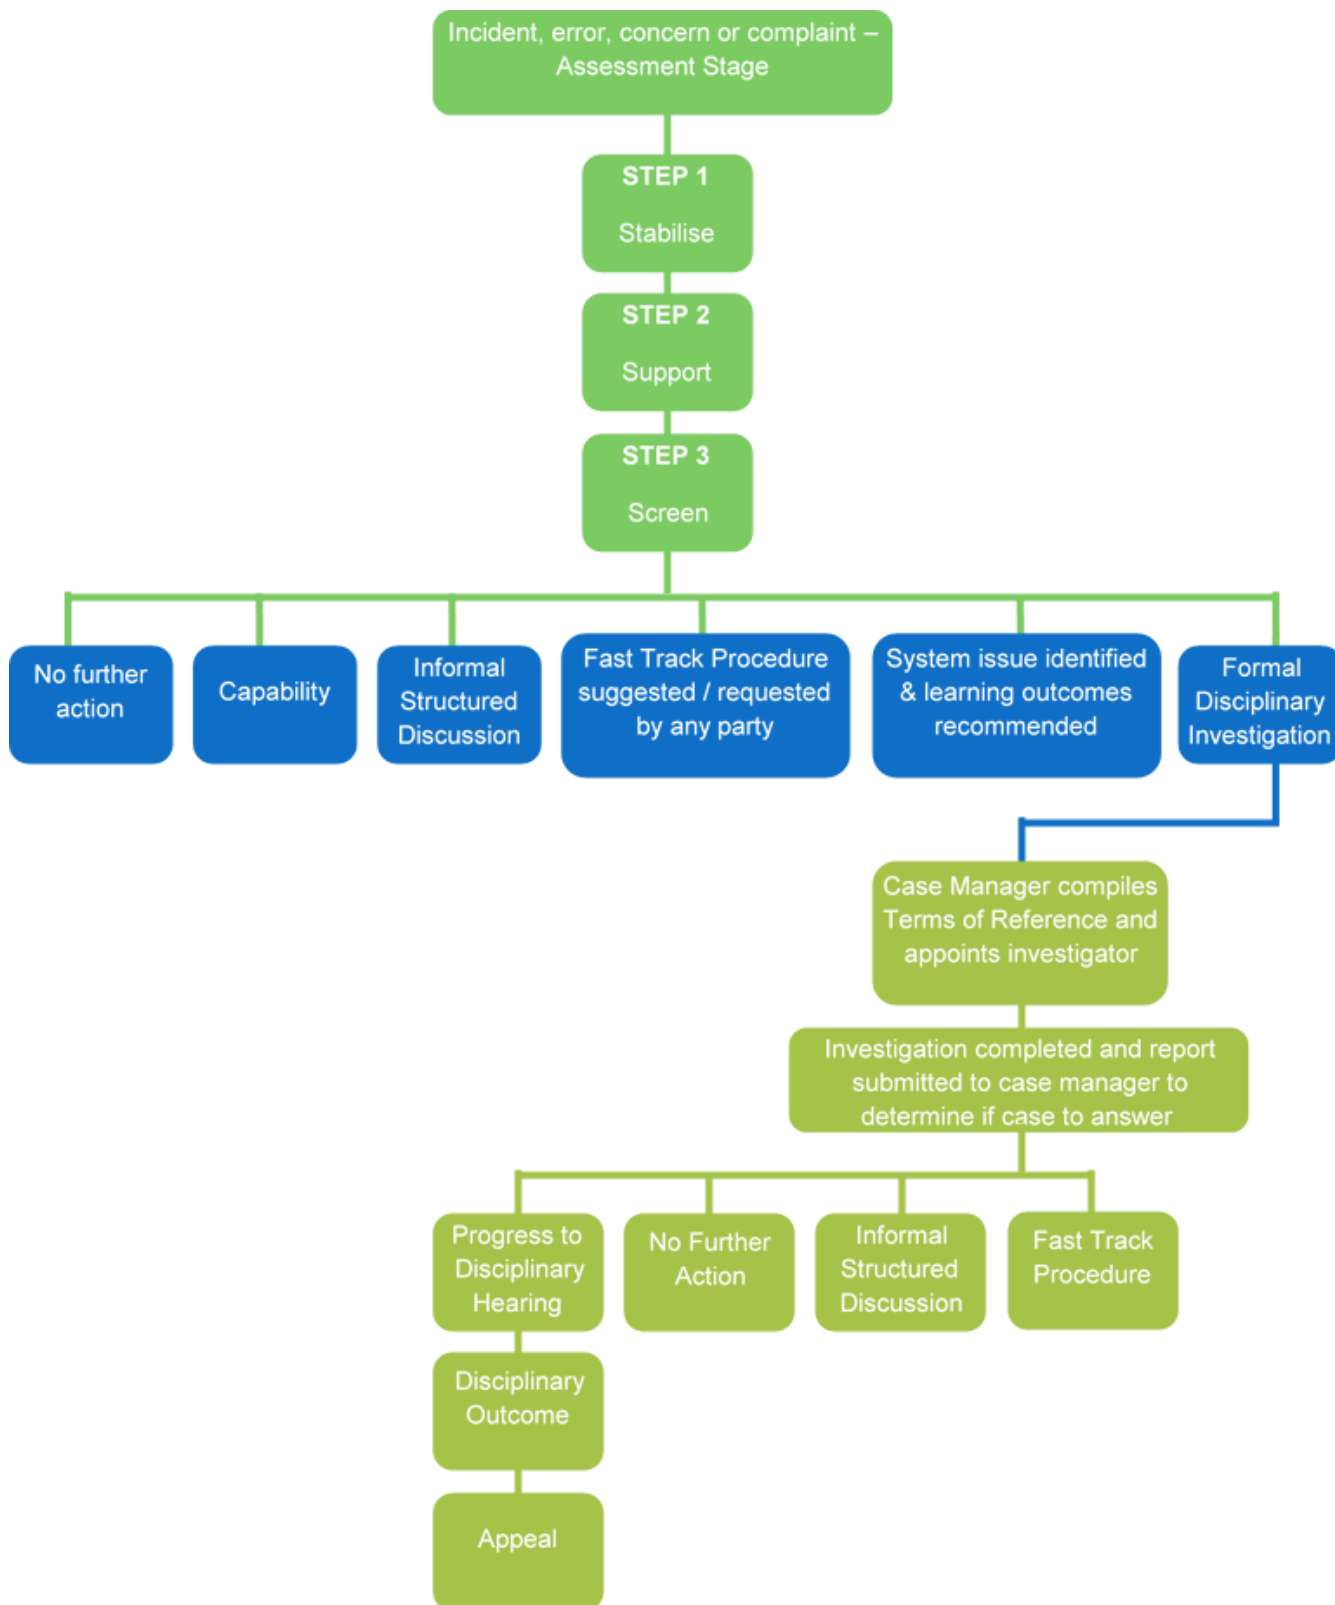 Incident, error, concern or complaint –
Assessment Stage
STEP 1
Stabilise
STEP 2
Support
STEP 3
Screen
No further
action
Capability
Informal
Structured
Discussion
Fast Track Procedure
suggested / requested
by any party
System issue identified
& learning outcomes
recommended
Formal
Disciplinary
Investigation
Case Manager compiles
Terms of Reference and
appoints investigator
Investigation completed and report
submitted to case manager to
determine if case to answer
Progress to
Disciplinary
Hearing
No Further
Action
Informal
Structured
Discussion
Fast Track
Procedure
Disciplinary
Outcome
Appeal